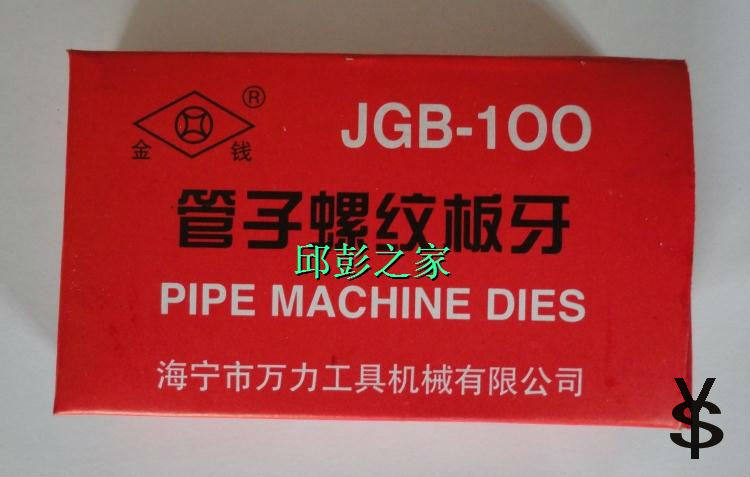 ®
金 钱
JGB-100
管子螺纹板牙
邱彭之家
PIPE MACHINE DIES
海宁市万力工具机械有限公司
YS